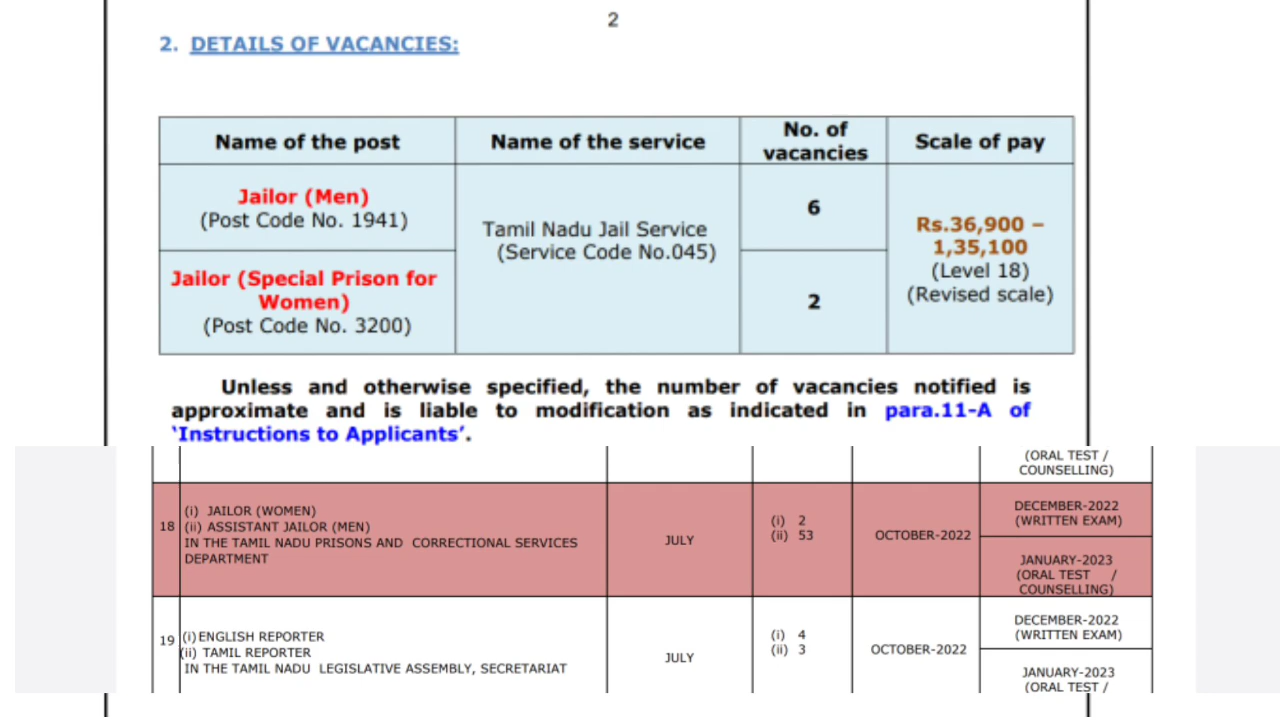 2
2. DETAILS OF VACANCIES:
Name of the post
Name of the service
No. of
vacancies
Scale of pay
Jailor (Men)
(Post Code No. 1941)
Tamil Nadu Jail Service
(Service Code No.045)
6
Rs.36,900 –
1,35,100
(Level 18)
(Revised scale)
Jailor (Special Prison for
Women)
(Post Code No. 3200)
2
Unless and otherwise specified, the number of vacancies notified is
approximate and is liable to modification as indicated in para.11-A of
‘Instructions to Applicants’.
(ORAL TEST /
COUNSELLING)
18
(i) JAILOR (WOMEN)
(ii) ASSISTANT JAILOR (MEN)
IN THE TAMIL NADU PRISONS AND CORRECTIONAL SERVICES
DEPARTMENT
JULY
(i) 2
(ii) 53
OCTOBER-2022
DECEMBER-2022
(WRITTEN EXAM)
JANUARY-2023
(ORAL TEST /
COUNSELLING)
19
(i) ENGLISH REPORTER
(ii) TAMIL REPORTER
IN THE TAMIL NADU LEGISLATIVE ASSEMBLY, SECRETARIAT
JULY
(i) 4
(ii) 3
OCTOBER-2022
DECEMBER-2022
(WRITTEN EXAM)
JANUARY-2023
(ORAL TEST /